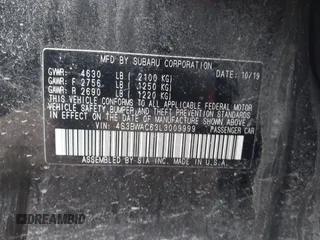 MFD BY SUBARU CORPORATION
10/19
GVWR: 4630 LB ( 2100 KG)
GAWR: F 2756 LB ( 1250 KG)
GAWR: R 2690 LB ( 1220 KG)
THIS VEHICLE CONFORMS TO ALL APPLICABLE
FEDERAL MOTOR VEHICLE SAFETY, BUMPER,
AND THEFT PREVENTION STANDARDS
IN EFFECT ON THE DATE OF
MANUFACTURE SHOWN ABOVE.
VIN: 4S3BWAC63L3009999
PASSENGER CAR
ASSEMBLED BY SIA INC. MADE IN U.S.A.
DREAMBID